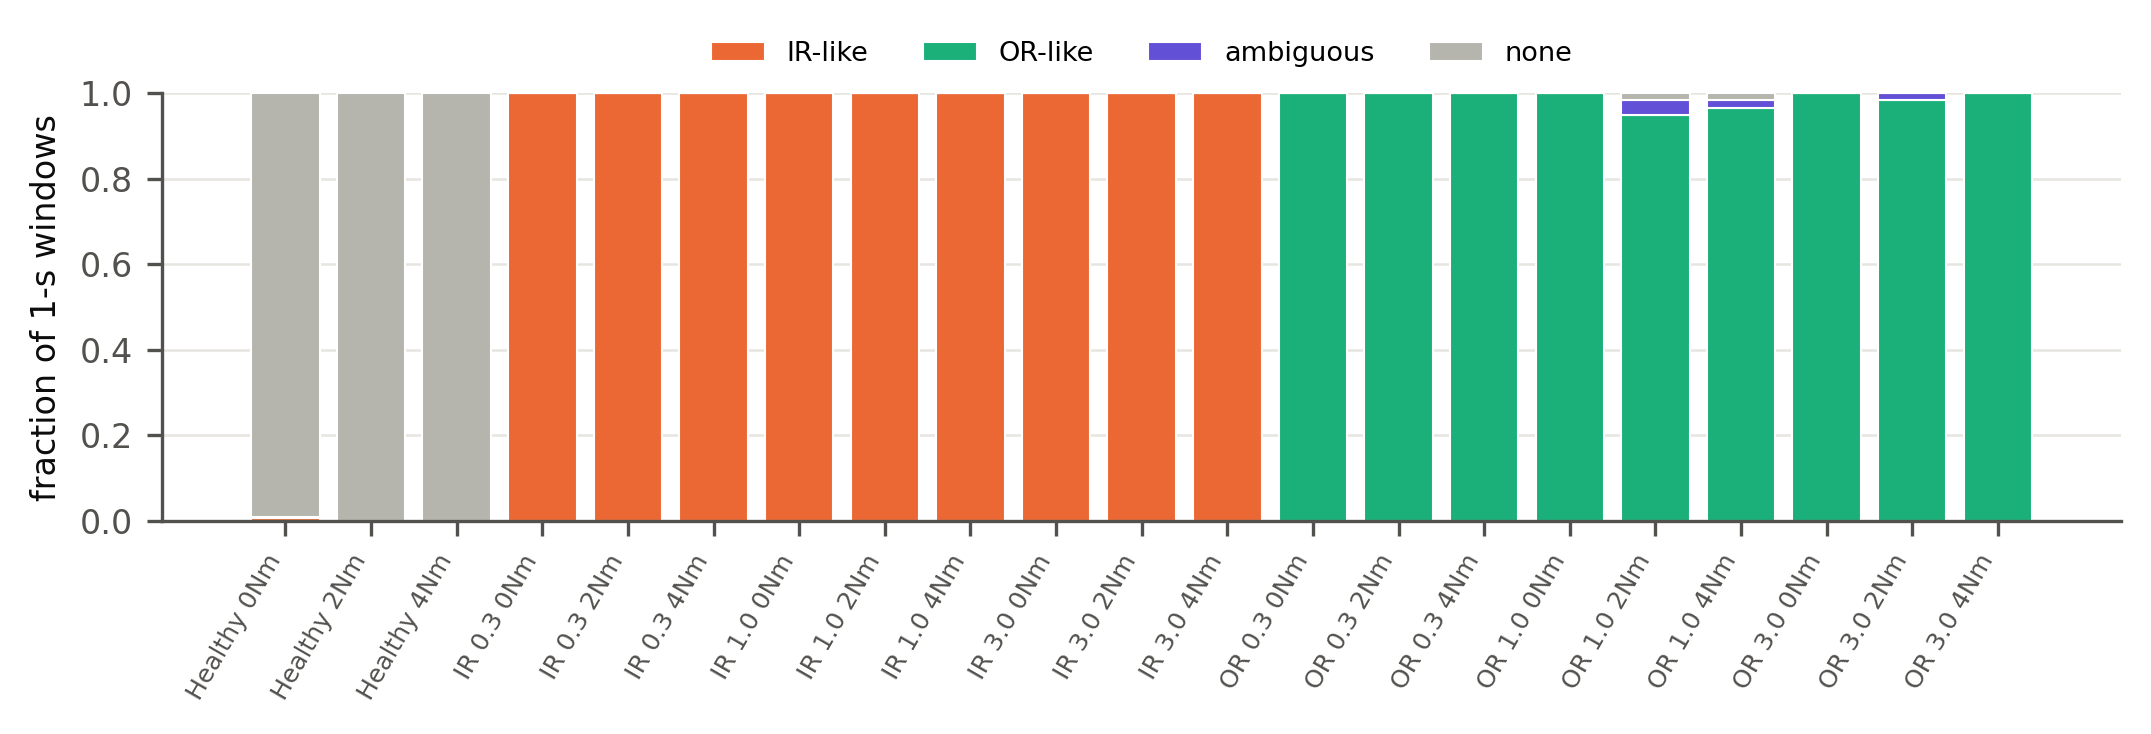 IR-like OR-like ambiguous none
1.0
0.8
0.6
0.4
0.2
0.0
fraction of 1-s windows
Healthy 0Nm
Healthy 2Nm
Healthy 4Nm
IR 0.3 0Nm
IR 0.3 2Nm
IR 0.3 4Nm
IR 1.0 0Nm
IR 1.0 2Nm
IR 1.0 4Nm
IR 3.0 0Nm
IR 3.0 2Nm
IR 3.0 4Nm
OR 0.3 0Nm
OR 0.3 2Nm
OR 0.3 4Nm
OR 1.0 0Nm
OR 1.0 2Nm
OR 1.0 4Nm
OR 3.0 0Nm
OR 3.0 2Nm
OR 3.0 4Nm